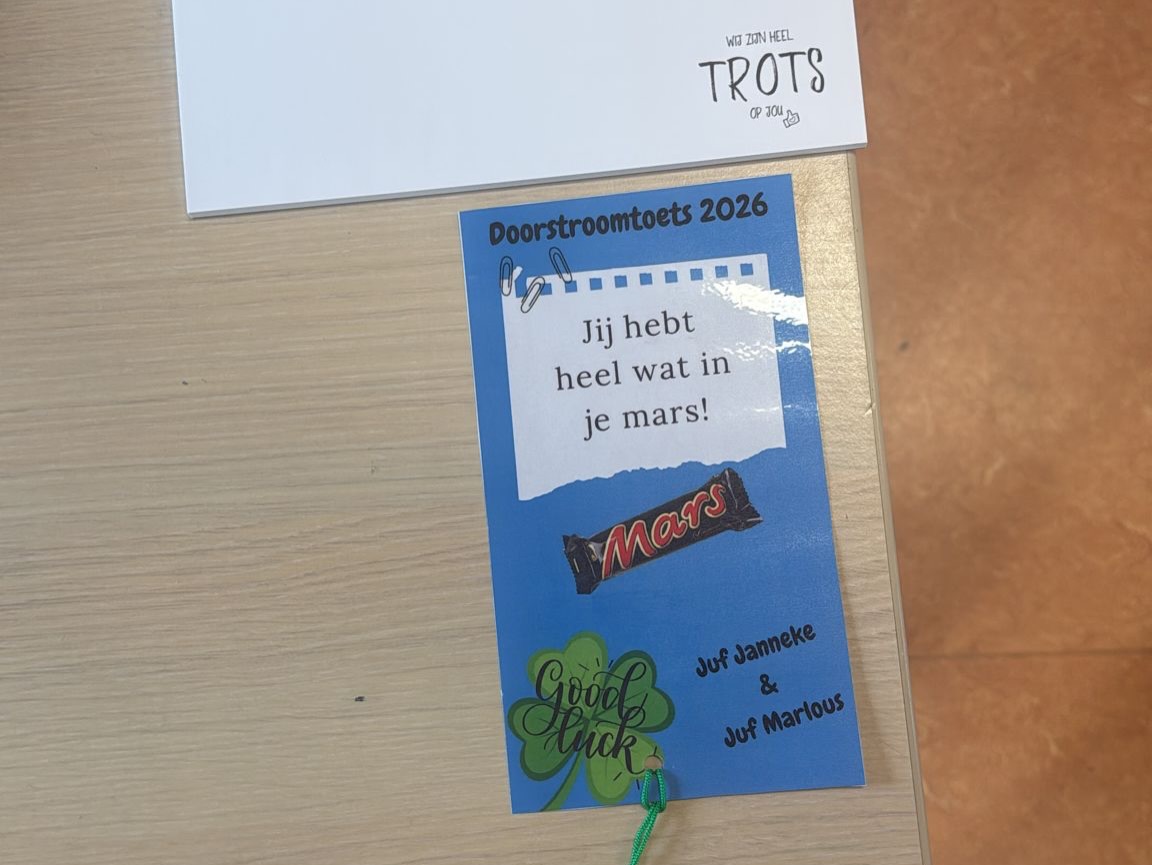 WIJ ZIJN HEEL
TROTS
OP JOU
Doorstroomtoets 2026
Jij hebt
heel wat in
je mars!
Mars
Good
luck
Juf Janneke
&
Juf Marlous